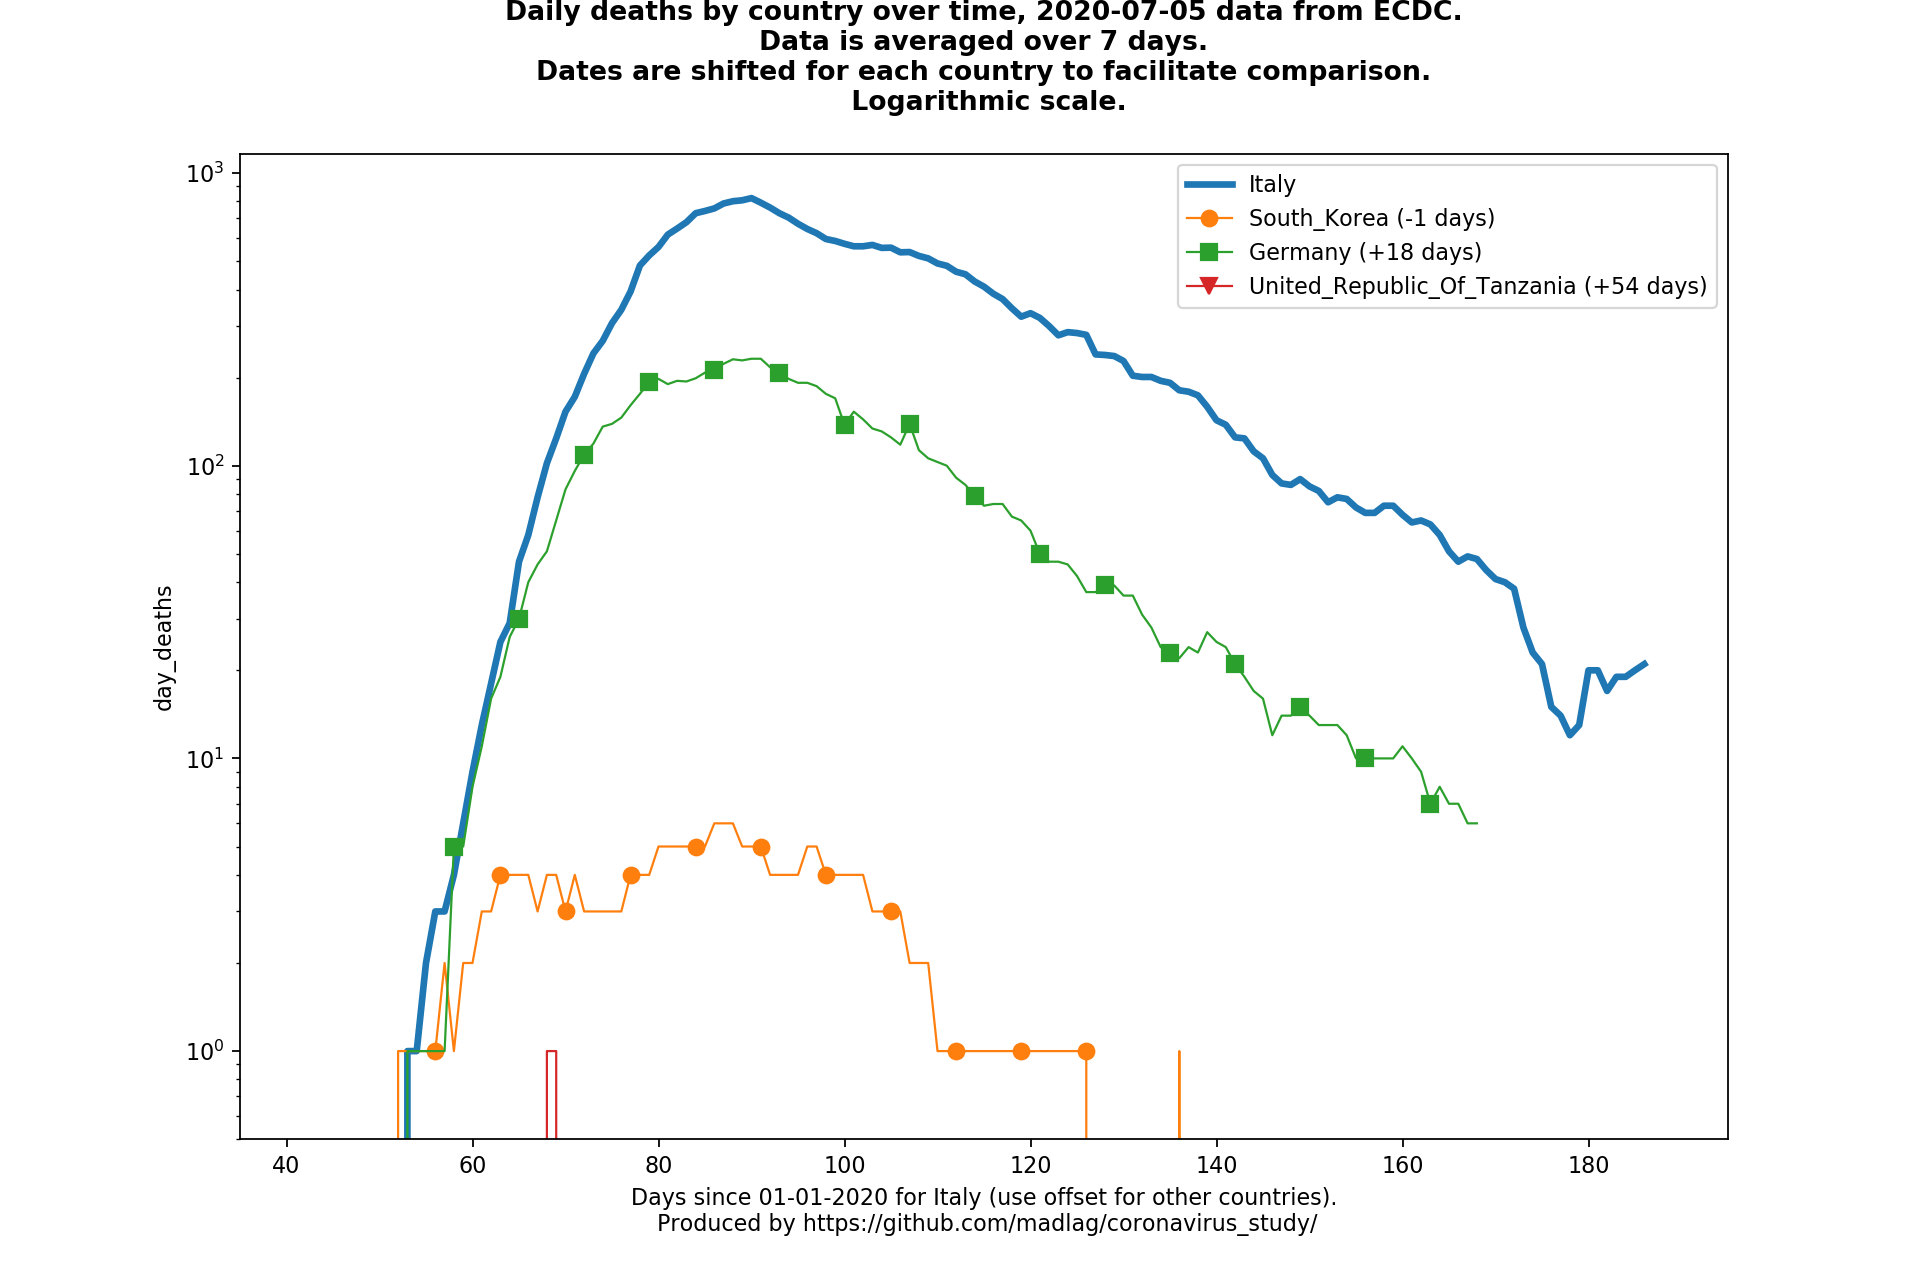 Daily deaths by country over time, 2020-07-05 data from ECDC.
Data is averaged over 7 days.
Dates are shifted for each country to facilitate comparison.
Logarithmic scale.
10³
10²
10¹
10⁰
day_deaths
Italy
South_Korea (-1 days)
Germany (+18 days)
United_Republic_Of_Tanzania (+54 days)
40 60 80 100 120 140 160 180
Days since 01-01-2020 for Italy (use offset for other countries).
Produced by https://github.com/madlag/coronavirus_study/